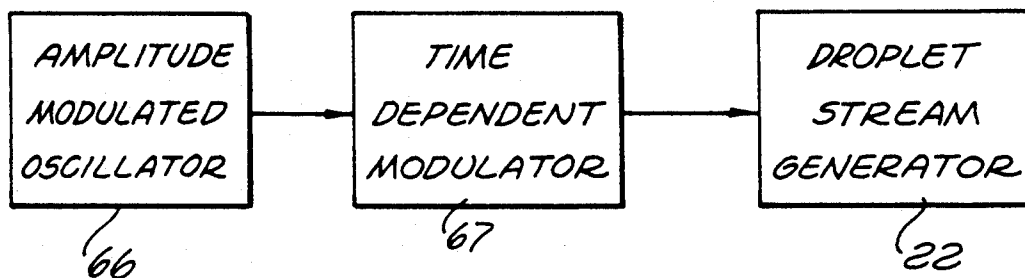 AMPLITUDE
MODULATED
OSCILLATOR
TIME
DEPENDENT
MODULATOR
DROPLET
STREAM
GENERATOR
66
67
22